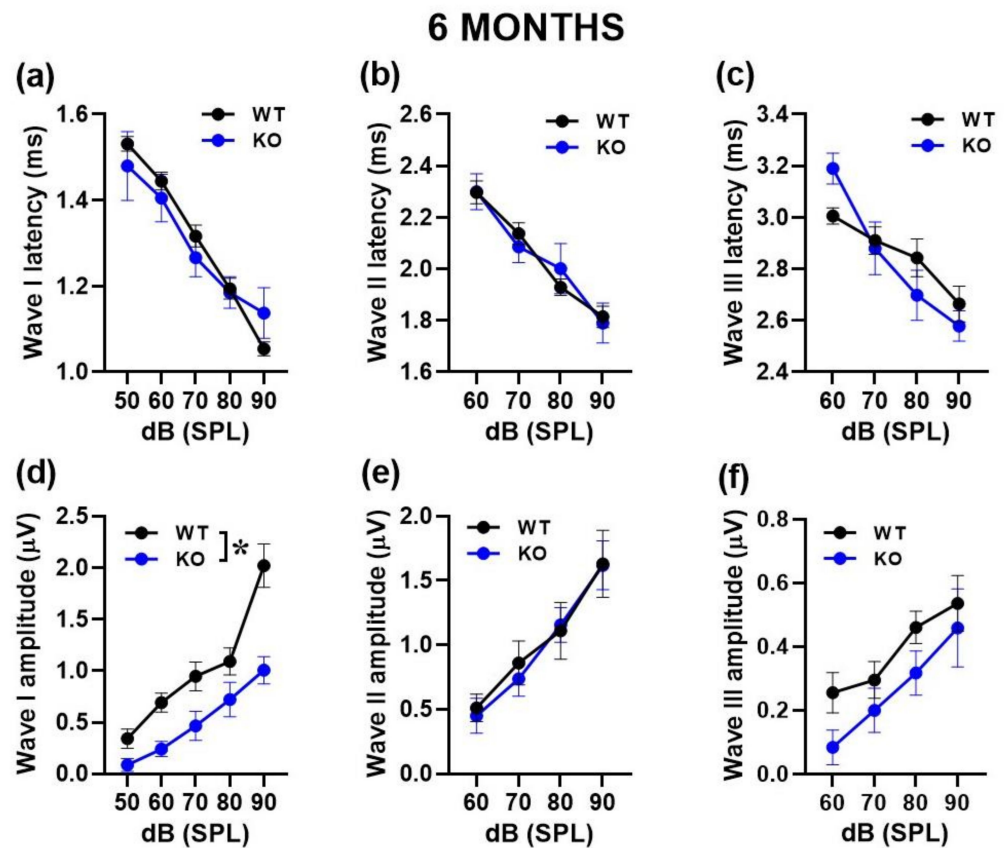 6 MONTHS
(a)
WT
KO
Wave I latency (ms)
1.6
1.4
1.2
1.0
50 60 70 80 90
dB (SPL)
(b)
WT
KO
Wave II latency (ms)
2.6
2.4
2.2
2.0
1.8
1.6
60 70 80 90
dB (SPL)
(c)
WT
KO
Wave III latency (ms)
3.4
3.2
3.0
2.8
2.6
2.4
60 70 80 90
dB (SPL)
(d)
WT
KO
*
Wave I amplitude (μV)
2.5
2.0
1.5
1.0
0.5
0.0
50 60 70 80 90
dB (SPL)
(e)
WT
KO
Wave II amplitude (μV)
2.0
1.5
1.0
0.5
0.0
60 70 80 90
dB (SPL)
(f)
WT
KO
Wave III amplitude (μV)
0.8
0.6
0.4
0.2
0.0
60 70 80 90
dB (SPL)